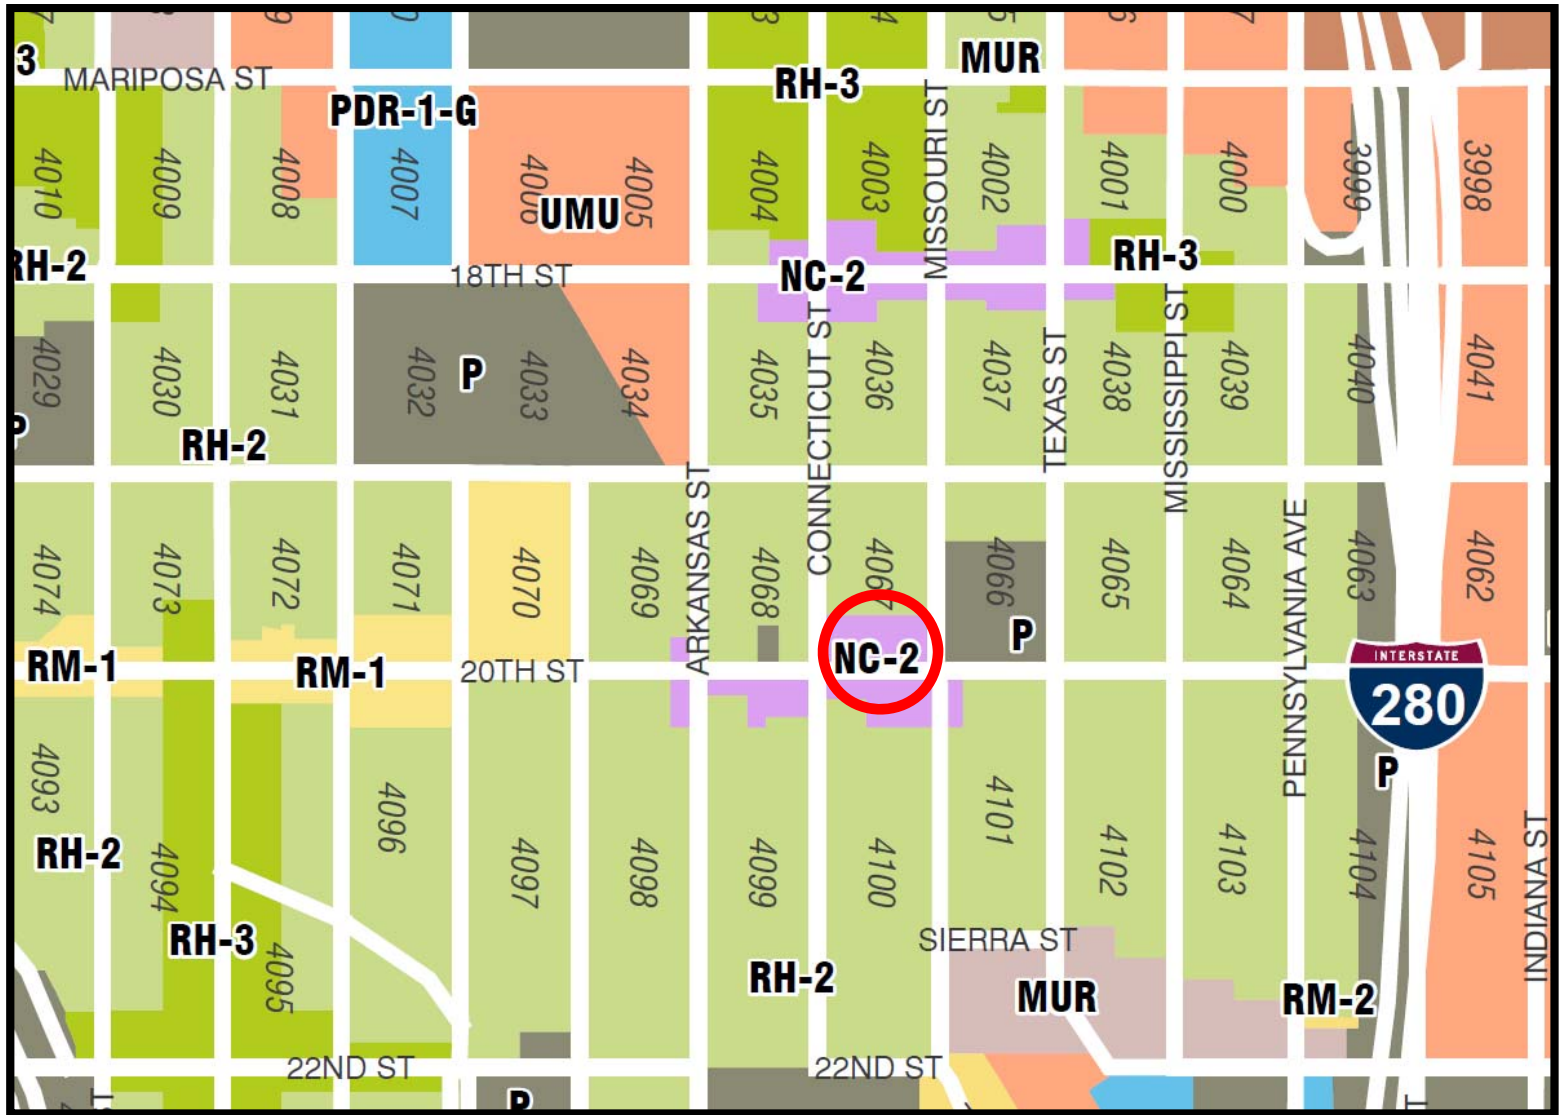 3
MARIPOSA ST
RH-3
MUR
PDR-1-G
MISSOURI ST
4010
4009
4008
4007
4006
4005
4004
4003
4002
4001
4000
3999
3998
UMU
RH-2
18TH ST
NC-2
RH-3
4029
4030
4031
4032
P
4033
4034
4035
CONNECTICUT ST
4036
4037
TEXAS ST
4038
MISSISSIPPI ST
4039
4040
4041
P
RH-2
ARKANSAS ST
PENNSYLVANIA AVE
4074
4073
4072
4071
4070
4069
4068
4067
4066
4065
4064
4063
4062
RM-1
RM-1
20TH ST
NC-2
P
INTERSTATE
280
P
4093
4094
4096
4097
4098
4099
4100
4101
4102
4103
4104
4105
INDIANA ST
RH-2
RH-3
4095
SIERRA ST
RH-2
MUR
RM-2
22ND ST
22ND ST
P